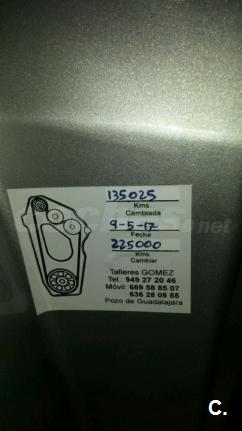 135025
Kms.
Cambiada
9-5-17
Fecha
225000
Kms.
Cambiar
Talleres GOMEZ
Tel.: 949 27 20 46
Móvil: 669 58 85 07
636 28 08 55
Pozo de Guadalajara
C.